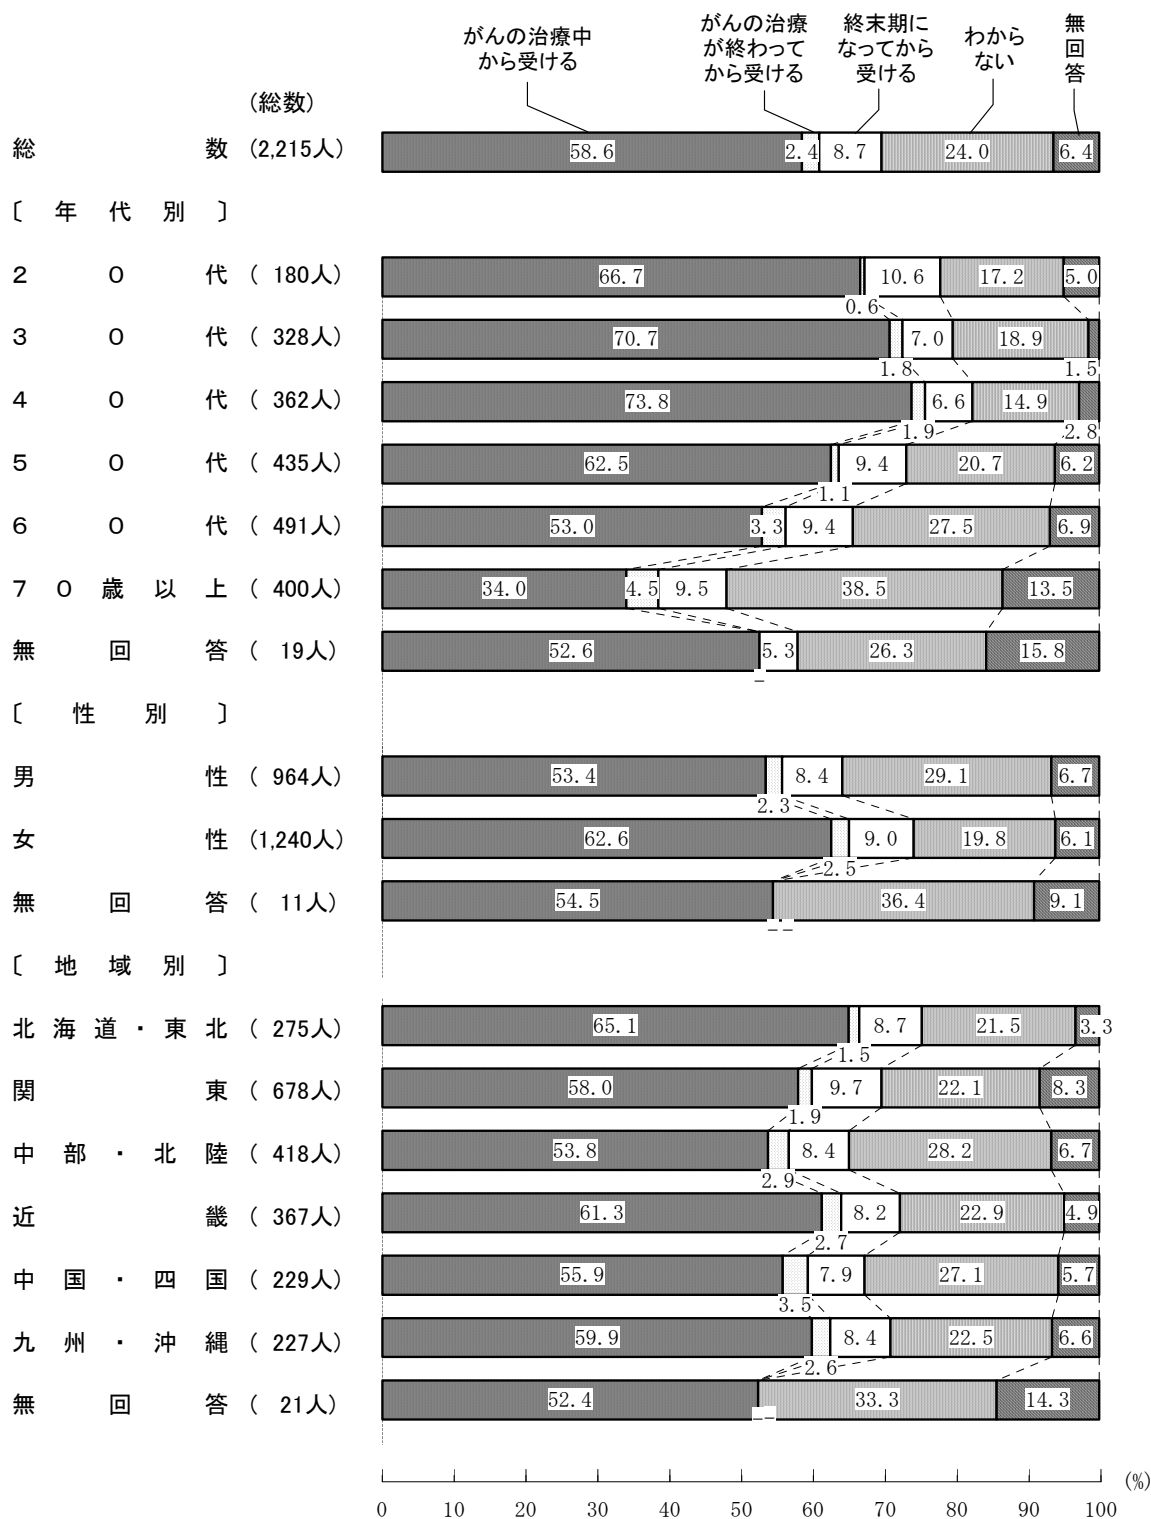 がんの治療中
から受ける
がんの治療
が終わって
から受ける
終末期に
なってから
受ける
わから
ない
無
回
答
（総数）
総数（2,215人） 58.6 2.4 8.7 24.0 6.4
〔年代別〕
２０代（ 180人） 66.7 0.6 10.6 17.2 5.0
３０代（ 328人） 70.7 1.8 7.0 18.9 1.5
４０代（ 362人） 73.8 1.9 6.6 14.9 2.8
５０代（ 435人） 62.5 1.1 9.4 20.7 6.2
６０代（ 491人） 53.0 3.3 9.4 27.5 6.9
７０歳以上（ 400人） 34.0 4.5 9.5 38.5 13.5
無回答（ 19人） 52.6 − 5.3 26.3 15.8
〔性別〕
男性（ 964人） 53.4 2.3 8.4 29.1 6.7
女性（1,240人） 62.6 2.5 9.0 19.8 6.1
無回答（ 11人） 54.5 − − 36.4 9.1
〔地域別〕
北海道・東北（ 275人） 65.1 1.5 8.7 21.5 3.3
関東（ 678人） 58.0 1.9 9.7 22.1 8.3
中部・北陸（ 418人） 53.8 2.9 8.4 28.2 6.7
近畿（ 367人） 61.3 2.7 8.2 22.9 4.9
中国・四国（ 229人） 55.9 3.5 7.9 27.1 5.7
九州・沖縄（ 227人） 59.9 2.6 8.4 22.5 6.6
無回答（ 21人） 52.4 − − 33.3 14.3
0 10 20 30 40 50 60 70 80 90 100 (%)